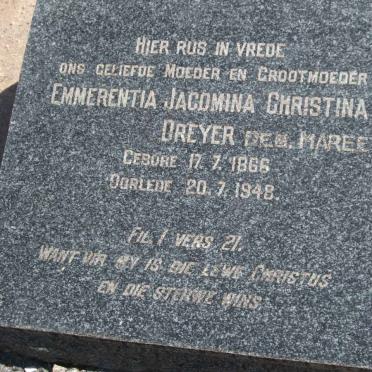 HIER RUS IN VREDE
ONS GELIEFDE MOEDER EN GROOTMOEDER
EMMERENTIA JACOMINA CHRISTINA
DREYER GEB. MAREE
GEBORE 17. 7. 1866
OORLEDE 20. 7. 1948.
FIL. 1 VERS 21.
WANT VIR MY IS DIE LEWE CHRISTUS
EN DIE STERWE WINS